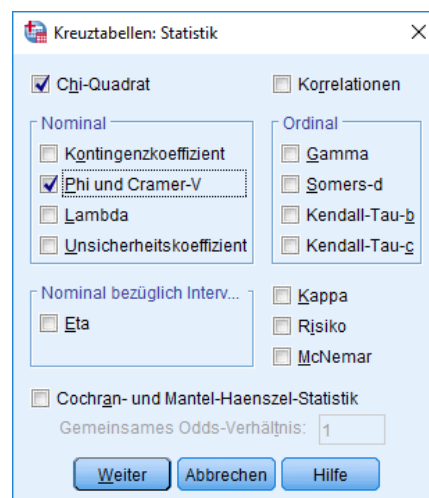 Kreuztabellen: Statistik
Chi-Quadrat
Korrelationen
Nominal
Kontingenzkoeffizient
Phi und Cramer-V
Lambda
Unsicherheitskoeffizient
Ordinal
Gamma
Somers-d
Kendall-Tau-b
Kendall-Tau-c
Nominal bezüglich Interv...
Eta
Kappa
Risiko
McNemar
Cochran- und Mantel-Haenszel-Statistik
Gemeinsames Odds-Verhältnis: 1
Weiter Abbrechen Hilfe